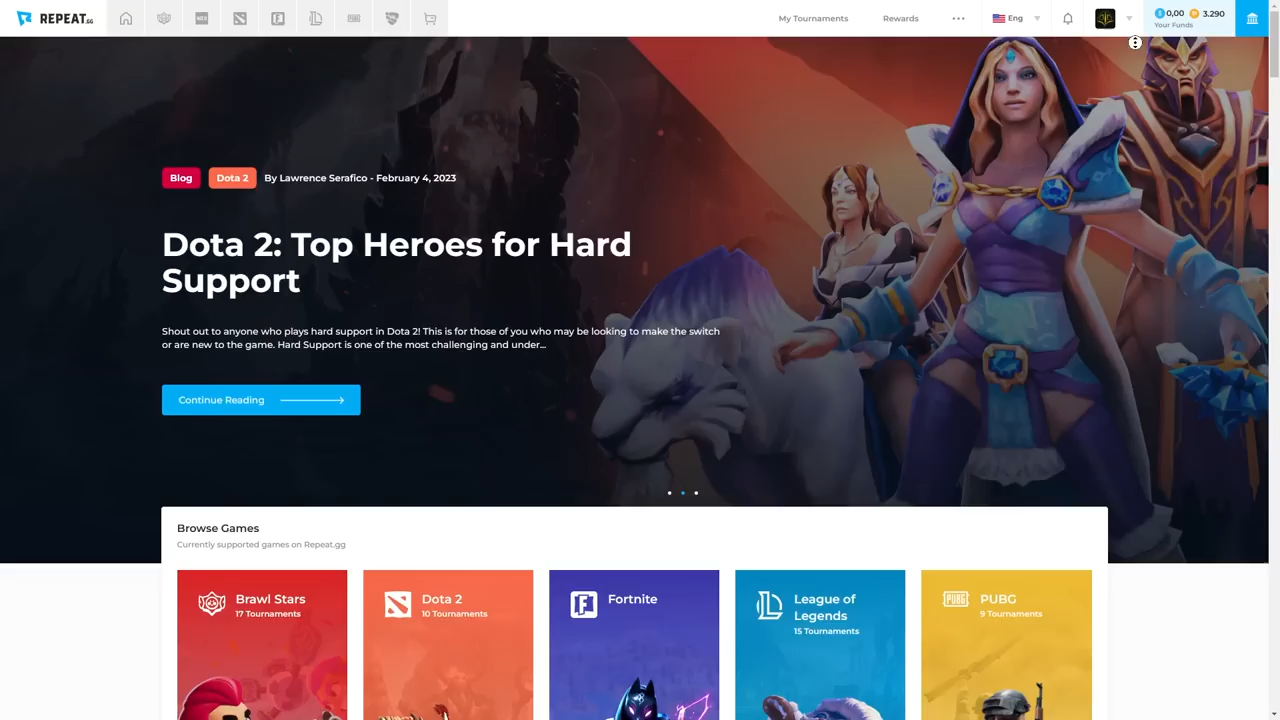 REPEAT.GG
My Tournaments
Rewards
Eng
0,00
3.290
Your Funds
Blog
Dota 2
By Lawrence Serafico - February 4, 2023
Dota 2: Top Heroes for Hard
Support
Shout out to anyone who plays hard support in Dota 2! This is for those of you who may be looking to make the switch
or are new to the game. Hard Support is one of the most challenging and under...
Continue Reading
Browse Games
Currently supported games on Repeat.gg
Brawl Stars
17 Tournaments
Dota 2
10 Tournaments
Fortnite
League of
Legends
15 Tournaments
PUBG
PUBG
9 Tournaments